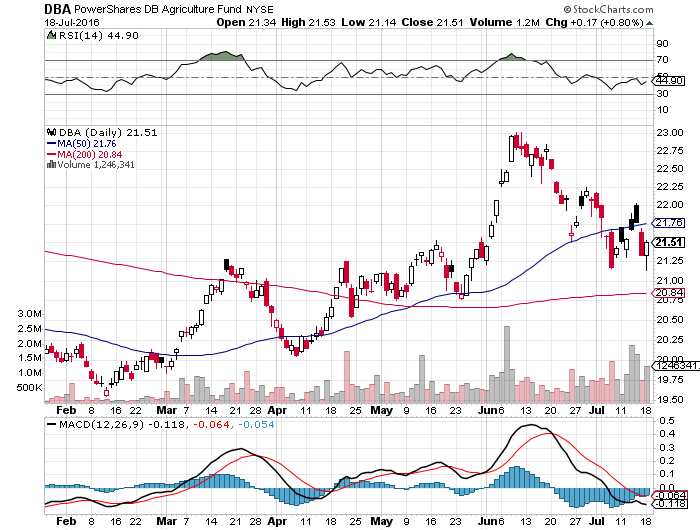 DBA PowerShares DB Agriculture Fund NYSE © StockCharts.com
18-Jul-2016 Open 21.34 High 21.53 Low 21.14 Close 21.51 Volume 1.2M Chg +0.17 (+0.80%)
RSI(14) 44.90
90
70
50
44.90
30
10
DBA (Daily) 21.51
MA(50) 21.76
MA(200) 20.84
Volume 1,246,341
23.00
22.75
22.50
22.25
22.00
21.76
21.51
21.25
21.00
20.84
20.75
20.50
20.25
20.00
19.75
19.50
3.0M
2.5M
2.0M
1.5M
1.0M
500K
1246341
Feb 8 16 22 Mar 7 14 21 28 Apr 11 18 25 May 9 16 23 Jun 6 13 20 27 Jul 11 18
MACD(12,26,9) -0.118, -0.064, -0.054
0.5
0.4
0.3
0.2
0.1
0.0
-0.064
-0.118
Feb 8 16 22 Mar 7 14 21 28 Apr 11 18 25 May 9 16 23 Jun 6 13 20 27 Jul 11 18